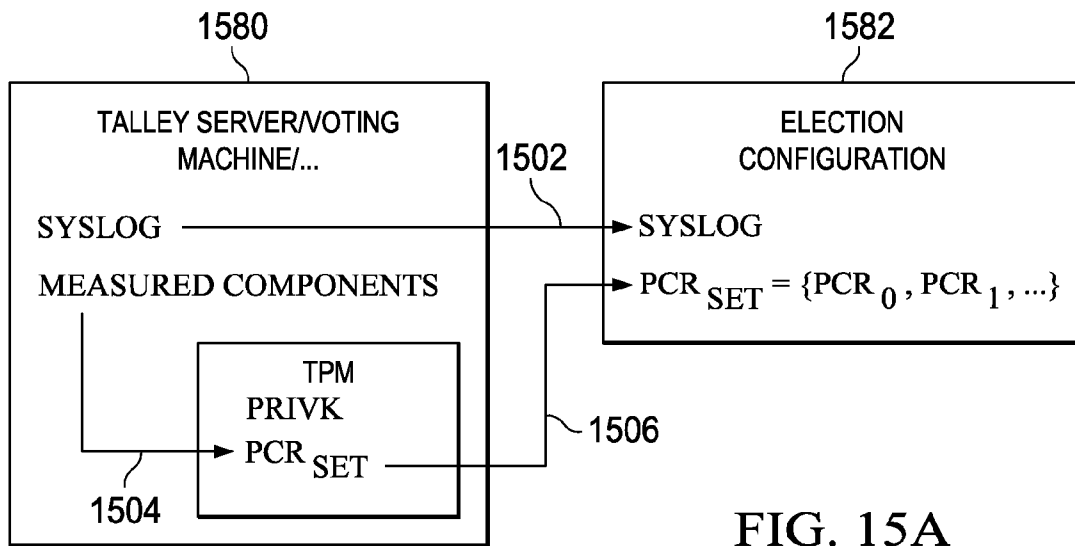 1580
1582
TALLEY SERVER/VOTING
MACHINE/...
ELECTION
CONFIGURATION
1502
SYSLOG
SYSLOG
MEASURED COMPONENTS
PCR SET = {PCR 0 , PCR 1 , ...}
TPM
PRIVK
PCR SET
1506
1504
FIG. 15A